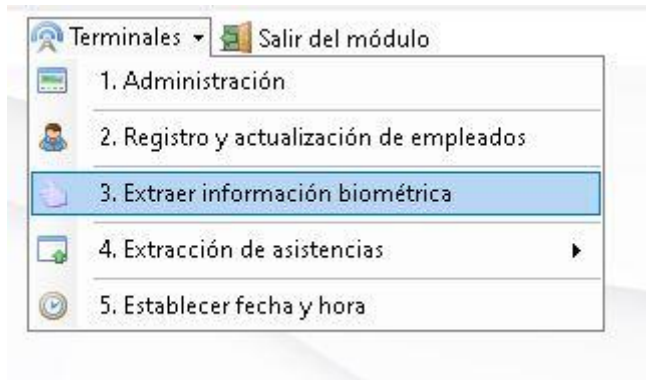 Terminales Salir del módulo
1. Administración
2. Registro y actualización de empleados
3. Extraer información biométrica
4. Extracción de asistencias
5. Establecer fecha y hora